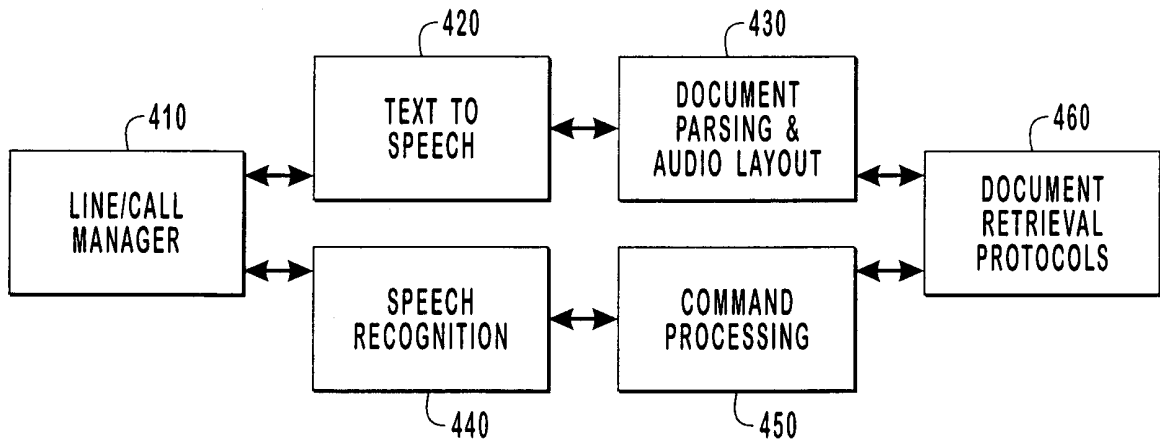 410
LINE/CALL
MANAGER
420
TEXT TO
SPEECH
430
DOCUMENT
PARSING &
AUDIO LAYOUT
440
SPEECH
RECOGNITION
450
COMMAND
PROCESSING
460
DOCUMENT
RETRIEVAL
PROTOCOLS